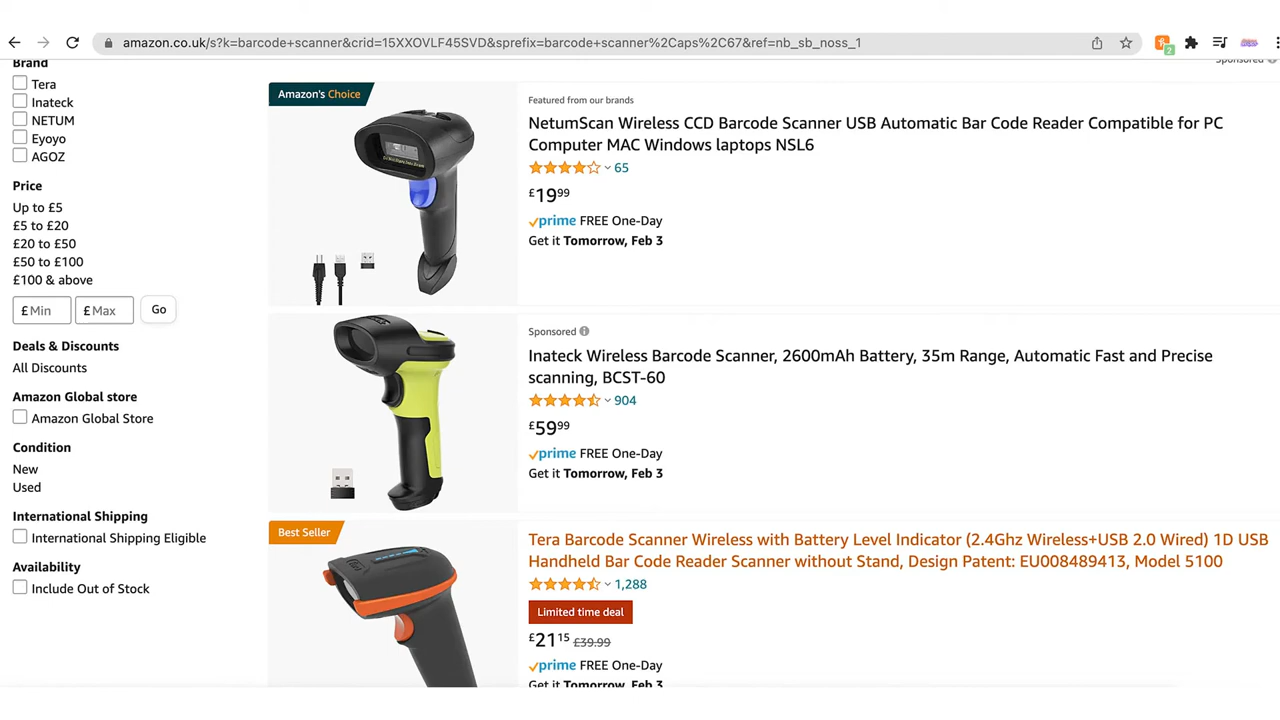 amazon.co.uk/s?k=barcode+scanner&crid=15XXOVLF45SVD&sprefix=barcode+scanner%2Caps%2C67&ref=nb_sb_noss_1
2
Sponsored
Brand
Tera
Inateck
NETUM
Eyoyo
AGOZ
Price
Up to £5
£5 to £20
£20 to £50
£50 to £100
£100 & above
£ Min £ Max Go
Deals & Discounts
All Discounts
Amazon Global store
Amazon Global Store
Condition
New
Used
International Shipping
International Shipping Eligible
Availability
Include Out of Stock
Amazon's Choice
Featured from our brands
NetumScan Wireless CCD Barcode Scanner USB Automatic Bar Code Reader Compatible for PC
Computer MAC Windows laptops NSL6
65
£19 99
prime FREE One-Day
Get it Tomorrow, Feb 3
Sponsored
Inateck Wireless Barcode Scanner, 2600mAh Battery, 35m Range, Automatic Fast and Precise
scanning, BCST-60
904
£59 99
prime FREE One-Day
Get it Tomorrow, Feb 3
Best Seller
Tera Barcode Scanner Wireless with Battery Level Indicator (2.4Ghz Wireless+USB 2.0 Wired) 1D USB
Handheld Bar Code Reader Scanner without Stand, Design Patent: EU008489413, Model 5100
1,288
Limited time deal
£21 15 £39.99
prime FREE One-Day
Get it Tomorrow, Feb 3